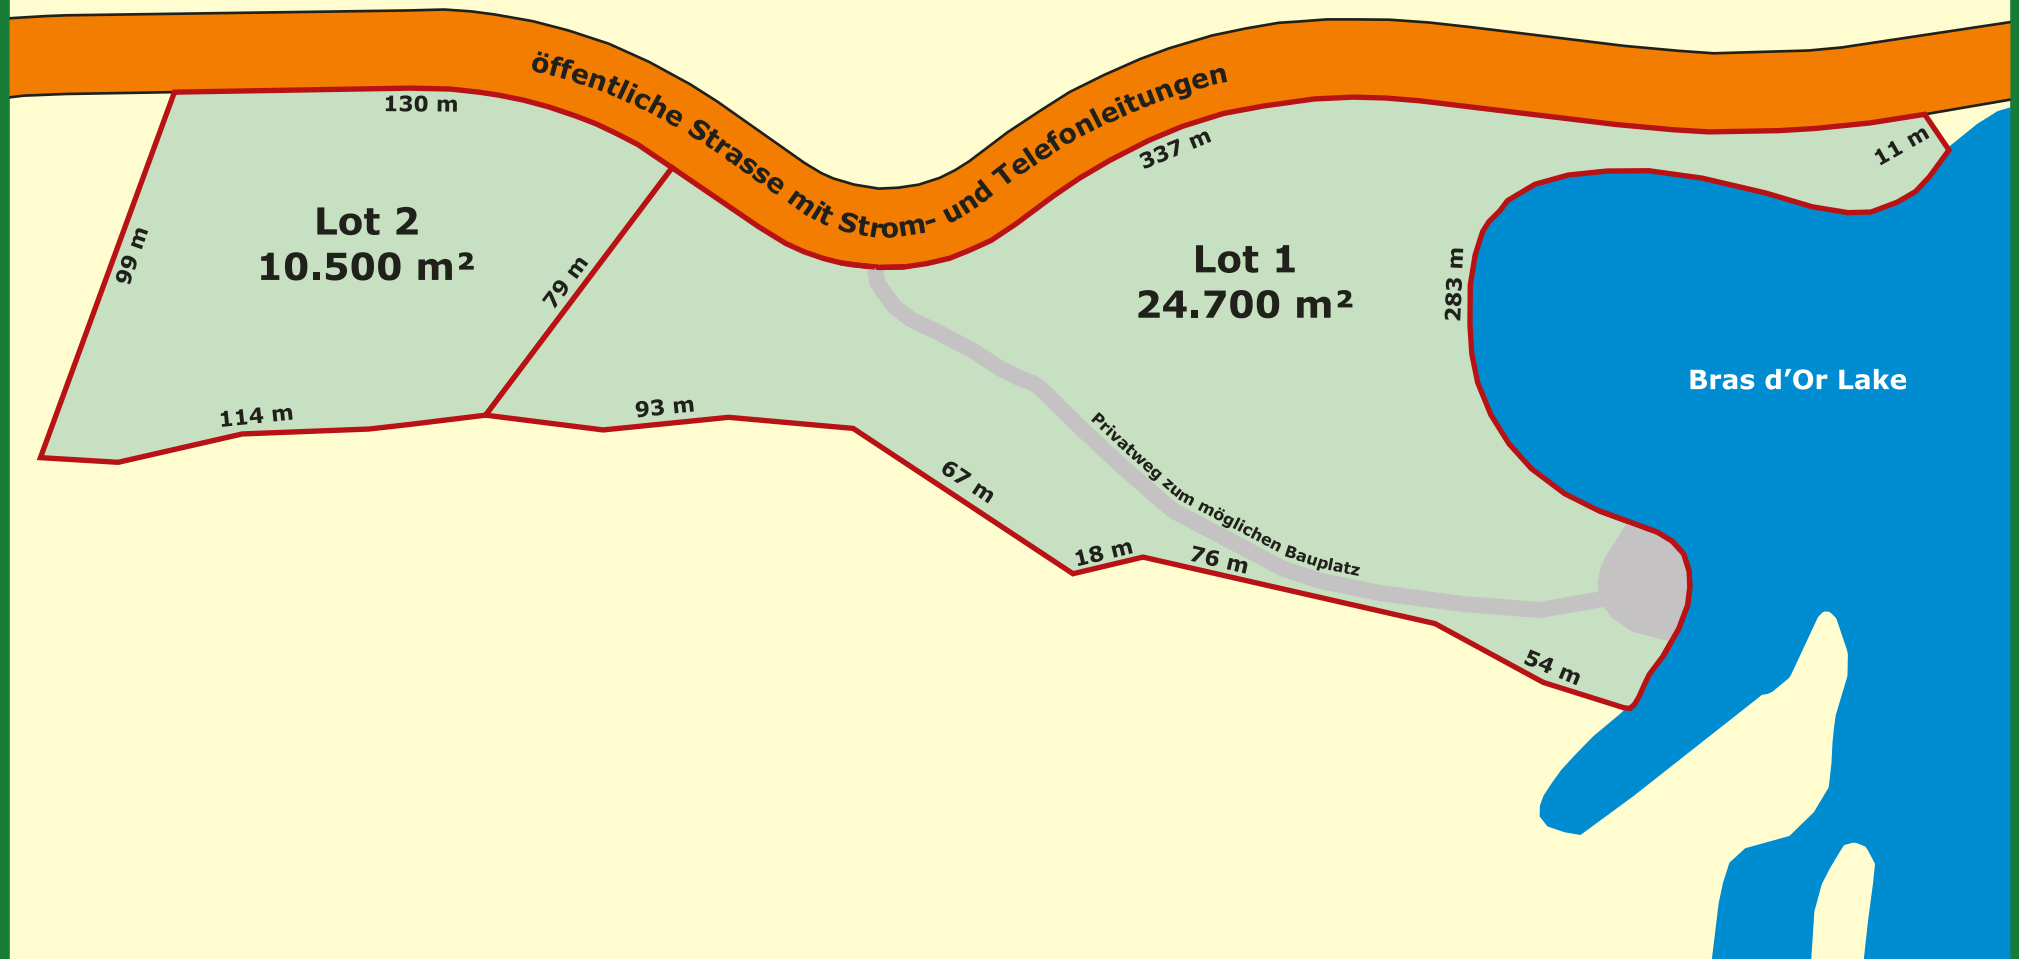 öffentliche Strasse mit Strom- und Telefonleitungen
130 m
337 m
11 m
Lot 2
10.500 m²
99 m
79 m
Lot 1
24.700 m²
283 m
Bras d’Or Lake
114 m
93 m
67 m
Privatweg zum möglichen Bauplatz
18 m
76 m
54 m